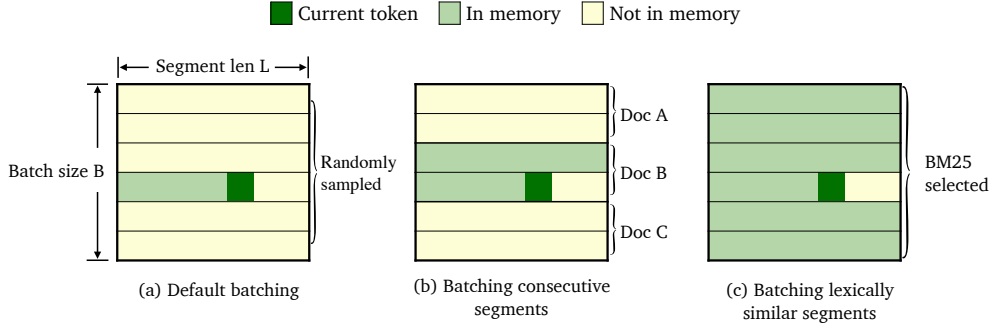 Current token In memory Not in memory
Segment len L
Batch size B
Randomly
sampled
(a) Default batching
Doc A
Doc B
Doc C
(b) Batching consecutive
segments
BM25
selected
(c) Batching lexically
similar segments